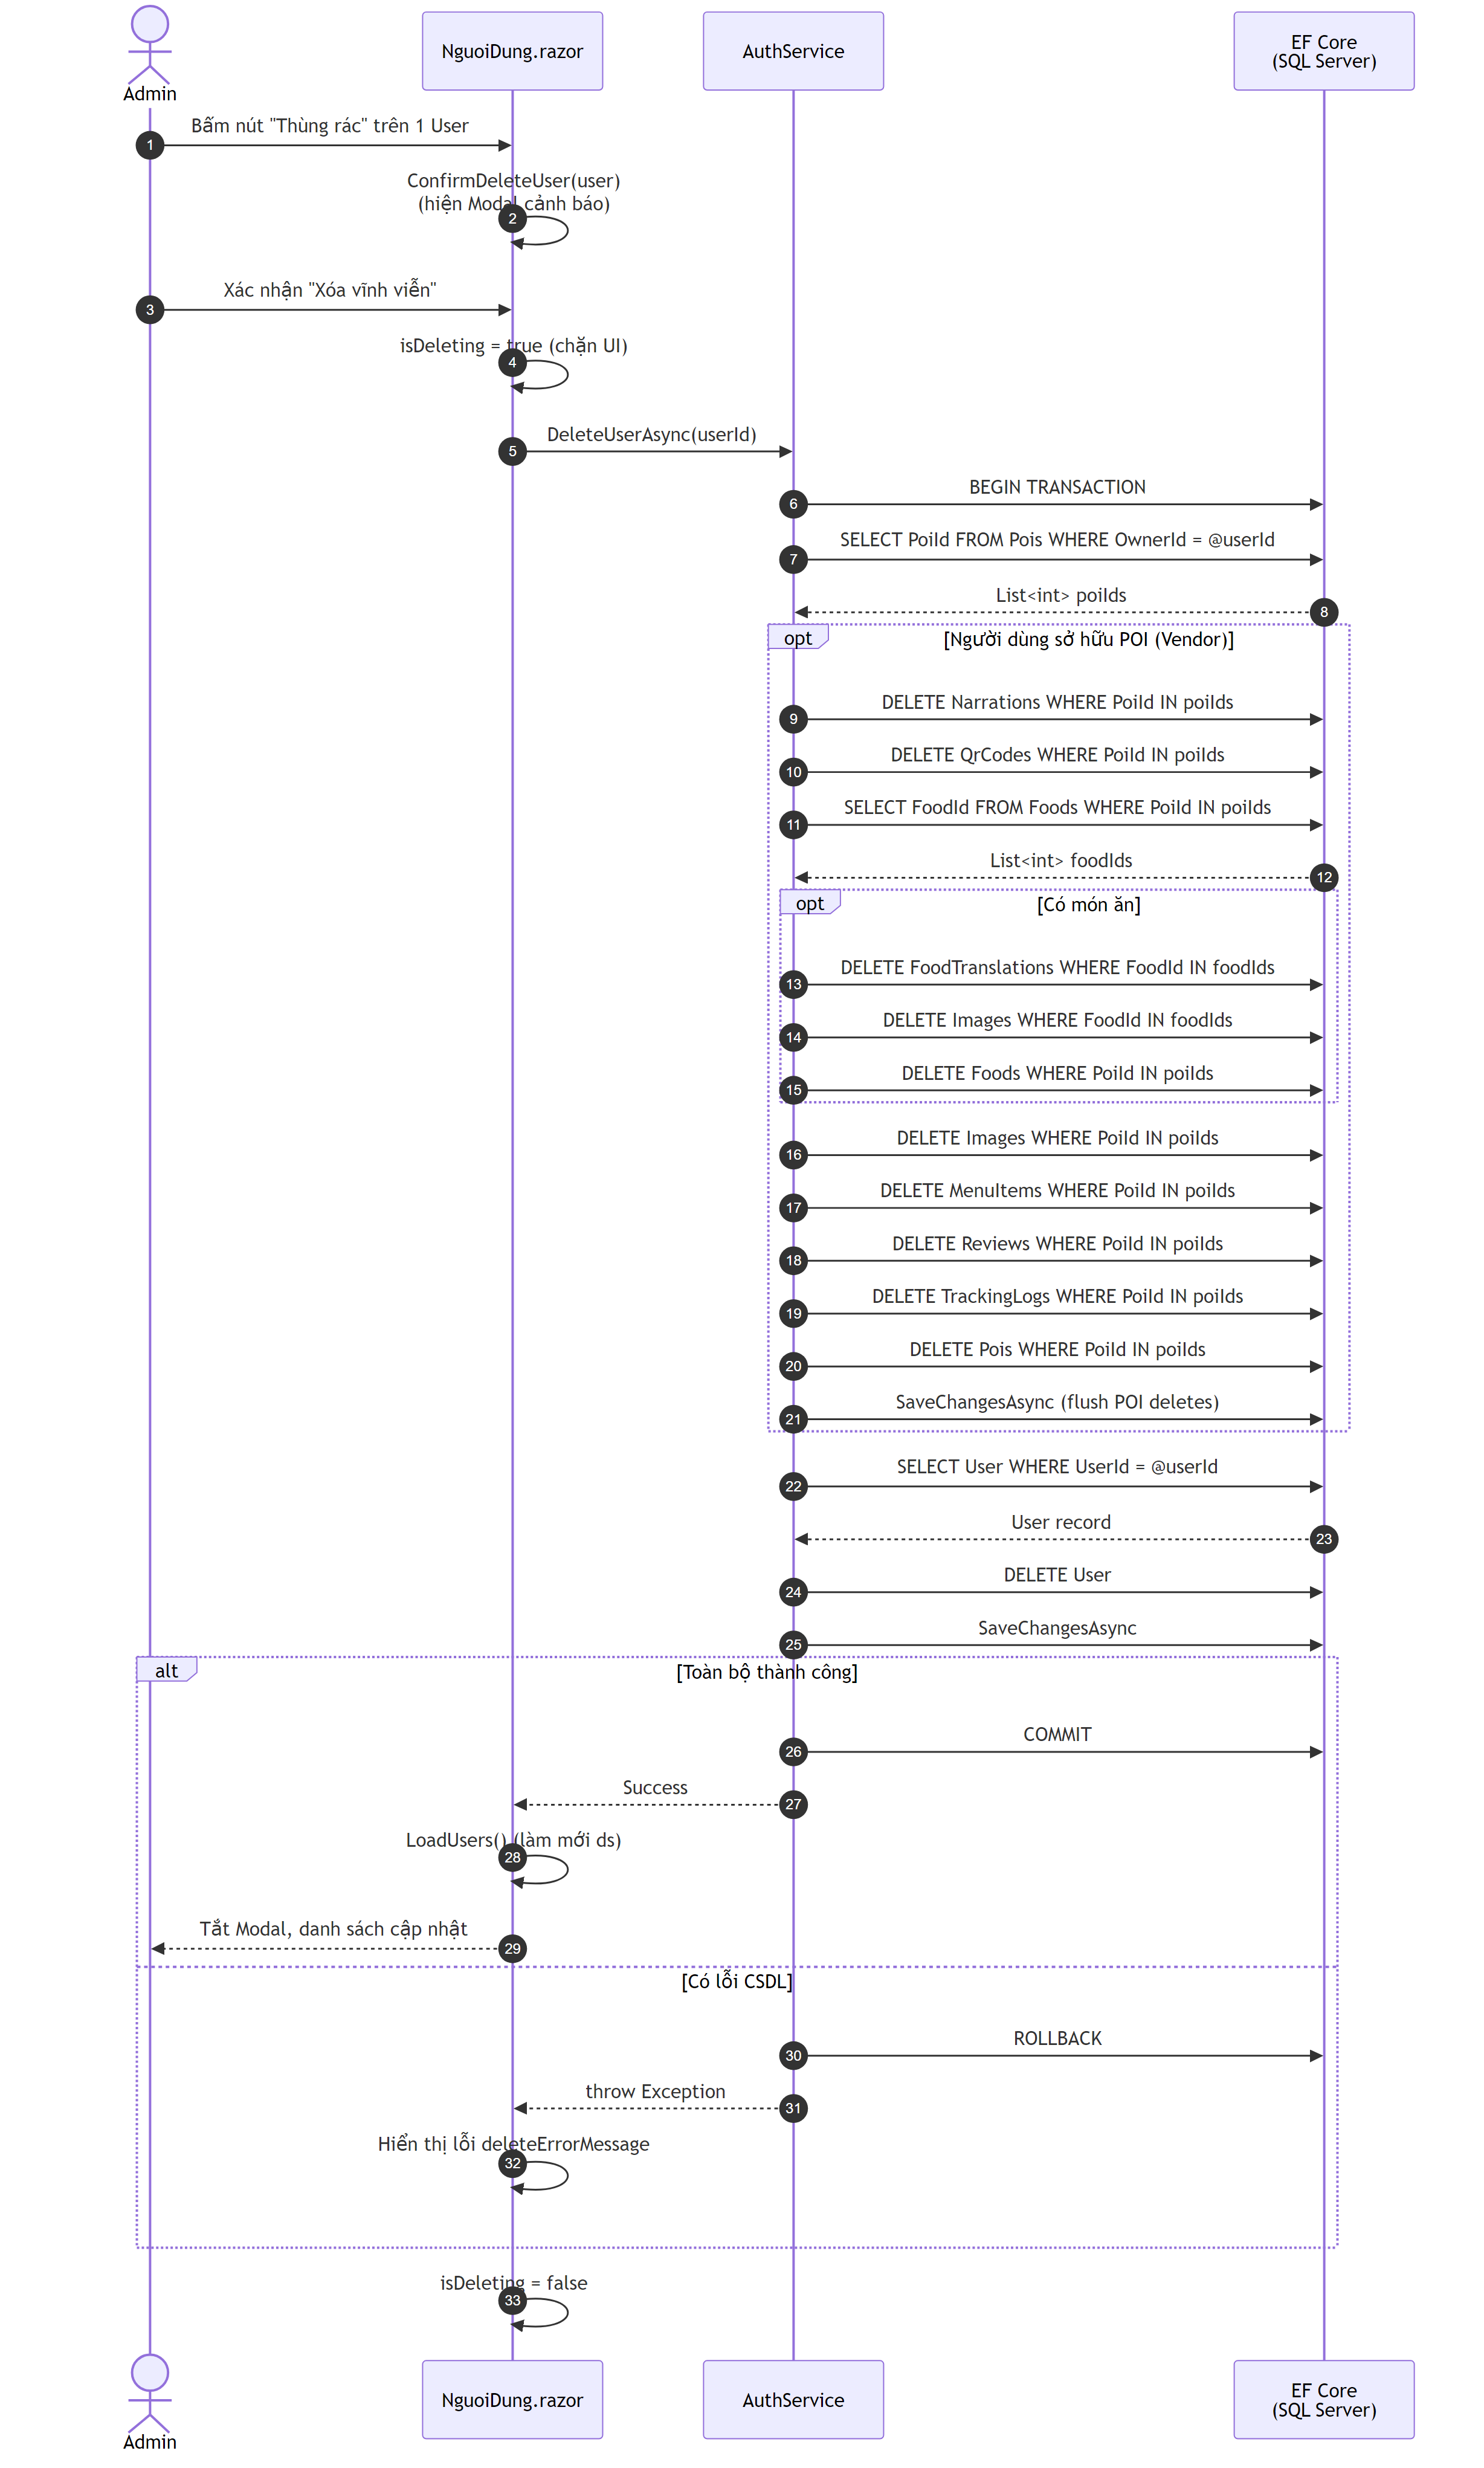 Admin
NguoiDung.razor
AuthService
EF Core
(SQL Server)
Bấm nút "Thùng rác" trên 1 User
1
ConfirmDeleteUser(user)
(hiện Modal cảnh báo)
2
Xác nhận "Xóa vĩnh viễn"
3
isDeleting = true (chặn UI)
4
DeleteUserAsync(userId)
5
BEGIN TRANSACTION
6
SELECT PoiId FROM Pois WHERE OwnerId = @userId
7
List<int> poiIds
8
opt
[Người dùng sở hữu POI (Vendor)]
DELETE Narrations WHERE PoiId IN poiIds
9
DELETE QrCodes WHERE PoiId IN poiIds
10
SELECT FoodId FROM Foods WHERE PoiId IN poiIds
11
List<int> foodIds
12
opt
[Có món ăn]
DELETE FoodTranslations WHERE FoodId IN foodIds
13
DELETE Images WHERE FoodId IN foodIds
14
DELETE Foods WHERE PoiId IN poiIds
15
DELETE Images WHERE PoiId IN poiIds
16
DELETE MenuItems WHERE PoiId IN poiIds
17
DELETE Reviews WHERE PoiId IN poiIds
18
DELETE TrackingLogs WHERE PoiId IN poiIds
19
DELETE Pois WHERE PoiId IN poiIds
20
SaveChangesAsync (flush POI deletes)
21
SELECT User WHERE UserId = @userId
22
User record
23
DELETE User
24
SaveChangesAsync
25
alt
[Toàn bộ thành công]
COMMIT
26
Success
27
LoadUsers() (làm mới ds)
28
Tắt Modal, danh sách cập nhật
29
[Có lỗi CSDL]
ROLLBACK
30
throw Exception
31
Hiển thị lỗi deleteErrorMessage
32
isDeleting = false
33
Admin
NguoiDung.razor
AuthService
EF Core
(SQL Server)